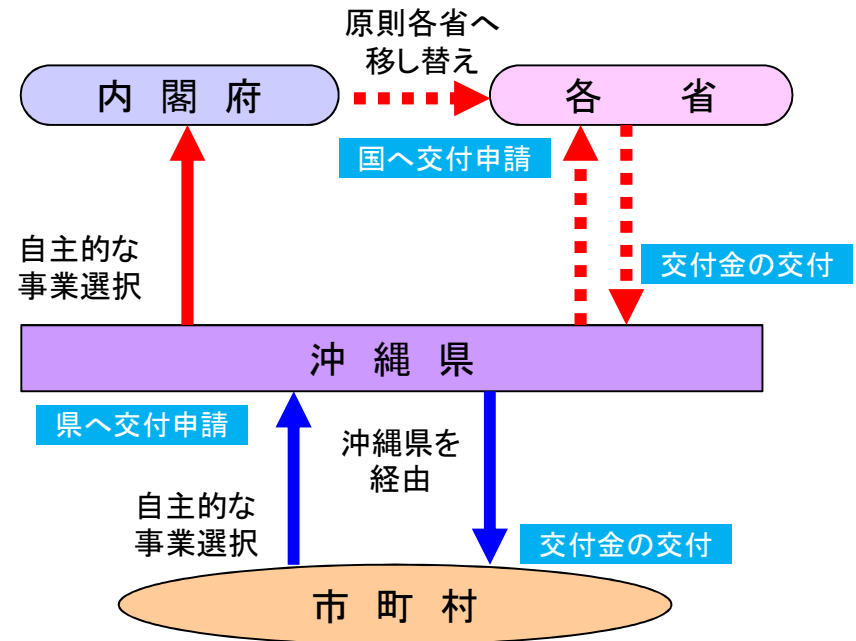 原則各省へ
移し替え
内閣府
各省
国へ交付申請
自主的な
事業選択
交付金の交付
沖縄県
県へ交付申請
沖縄県を
経由
自主的な
事業選択
交付金の交付
市町村